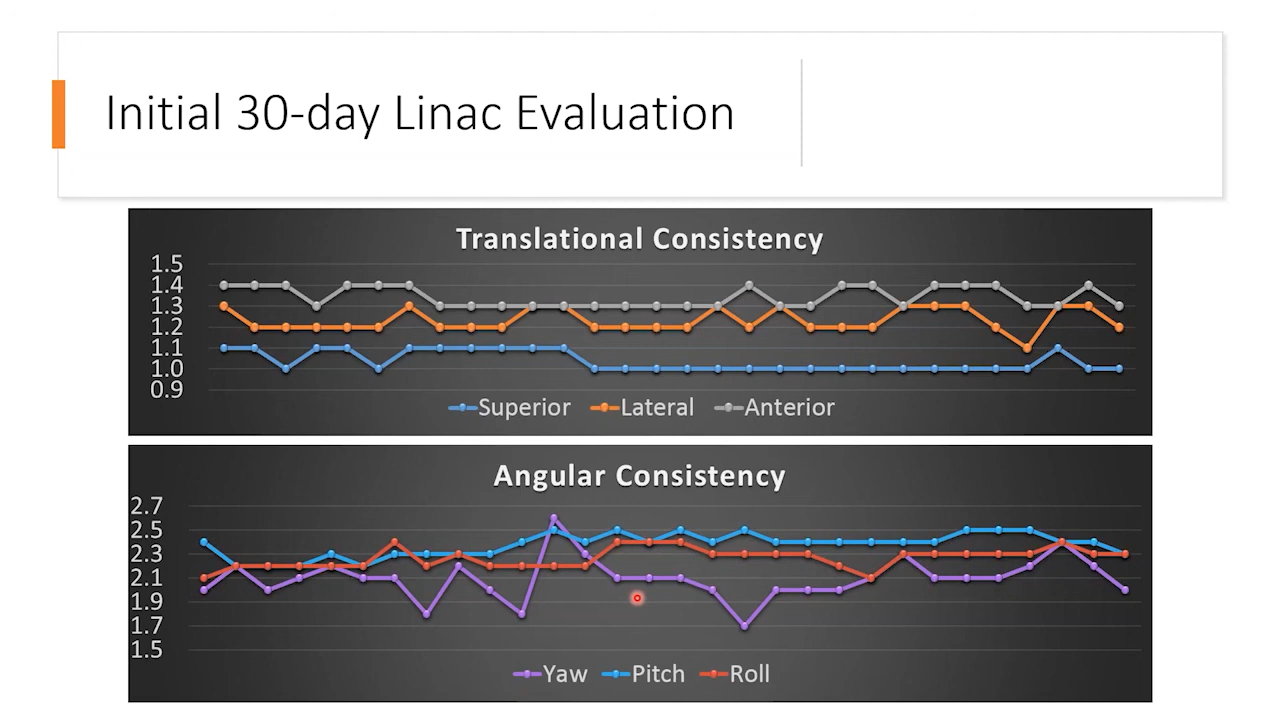 Initial 30-day Linac Evaluation
Translational Consistency
1.5
1.4
1.3
1.2
1.1
1.0
0.9
Superior Lateral Anterior
Angular Consistency
2.7
2.5
2.3
2.1
1.9
1.7
1.5
Yaw Pitch Roll